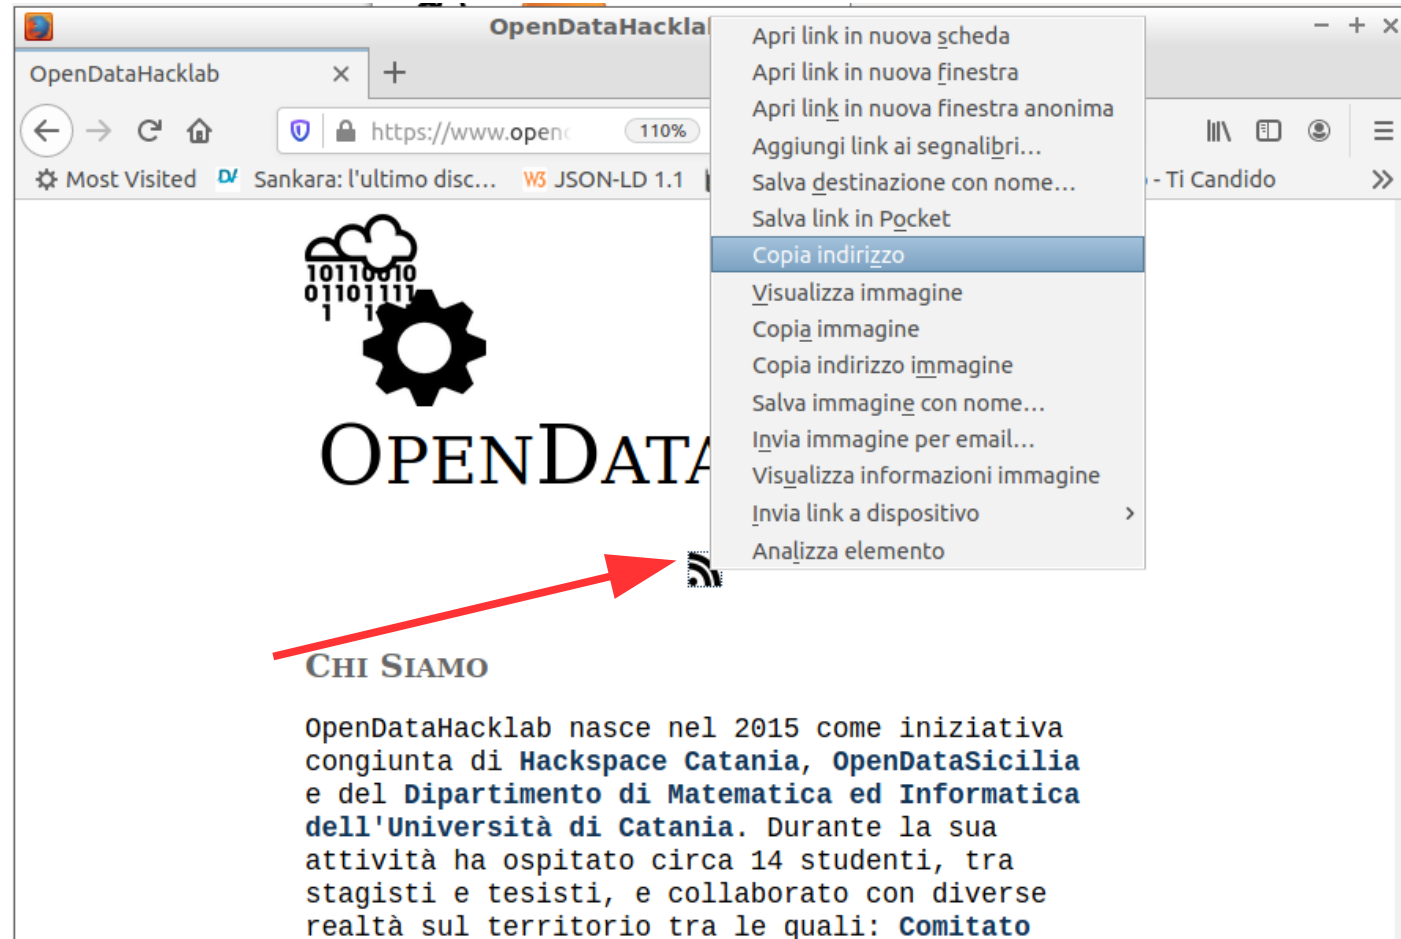 OpenDataHackla
OpenDataHacklab
https://www.open
110%
Most Visited
Sankara: l'ultimo disc...
W3 JSON-LD 1.1
- Ti Candido
Apri link in nuova scheda
Apri link in nuova finestra
Apri link in nuova finestra anonima
Aggiungi link ai segnalibri...
Salva destinazione con nome...
Salva link in Pocket
Copia indirizzo
Visualizza immagine
Copia immagine
Copia indirizzo immagine
Salva immagine con nome...
Invia immagine per email...
Visualizza informazioni immagine
Invia link a dispositivo
Analizza elemento
10110010
01101111
1 1
OPENDATA
CHI SIAMO
OpenDataHacklab nasce nel 2015 come iniziativa
congiunta di Hackspace Catania, OpenDataSicilia
e del Dipartimento di Matematica ed Informatica
dell'Università di Catania. Durante la sua
attività ha ospitato circa 14 studenti, tra
stagisti e tesisti, e collaborato con diverse
realtà sul territorio tra le quali: Comitato